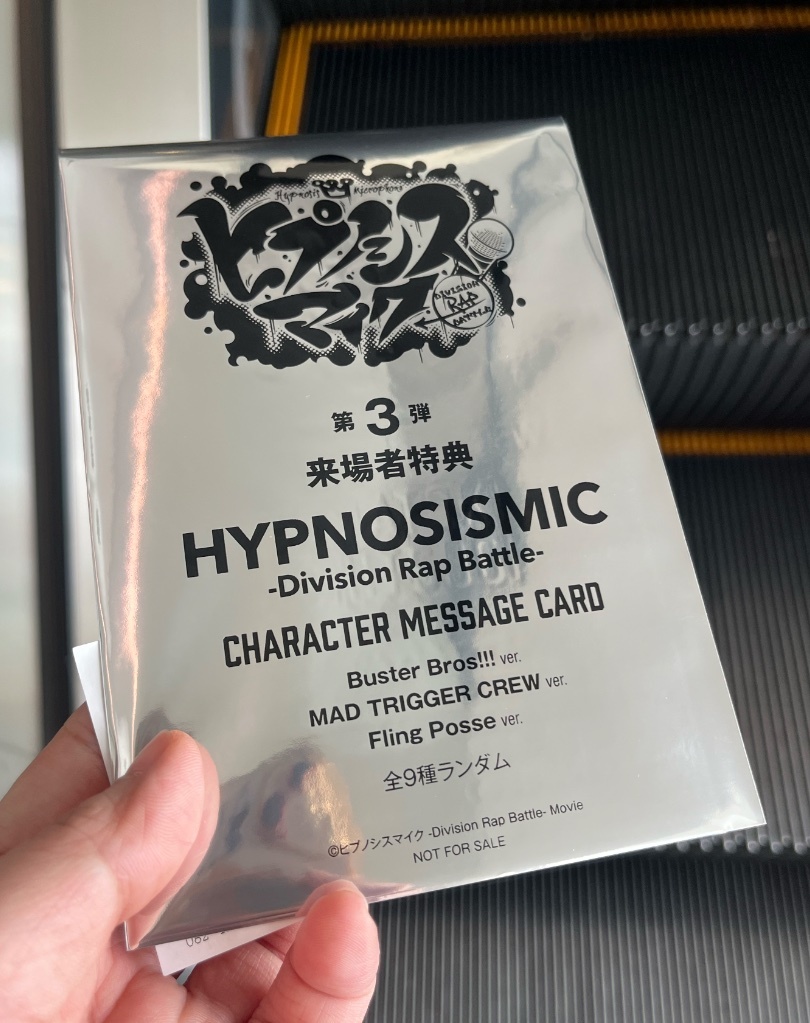 Hypnosis Microphone
ヒプノシス
マイク
DIVISION
RAP
BATTLE
第3弾
来場者特典
HYPNOSISMIC
-Division Rap Battle-
CHARACTER MESSAGE CARD
Buster Bros!!! ver.
MAD TRIGGER CREW ver.
Fling Posse ver.
全9種ランダム
©ヒプノシスマイク -Division Rap Battle- Movie
NOT FOR SALE